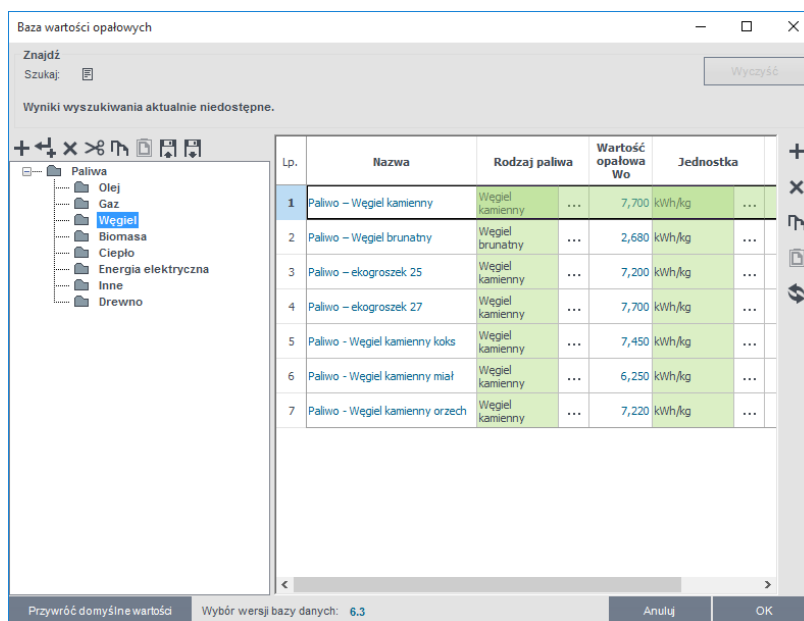 Baza wartości opałowych
Znajdź
Szukaj:
Wyczyść
Wyniki wyszukiwania aktualnie niedostępne.
Paliwa
Olej
Gaz
Węgiel
Biomasa
Ciepło
Energia elektryczna
Inne
Drewno
Lp. Nazwa Rodzaj paliwa Wartość opałowa Wo Jednostka
1 Paliwo – Węgiel kamienny Węgiel kamienny ... 7,700 kWh/kg ...
2 Paliwo – Węgiel brunatny Węgiel brunatny ... 2,680 kWh/kg ...
3 Paliwo – ekogroszek 25 Węgiel kamienny ... 7,200 kWh/kg ...
4 Paliwo – ekogroszek 27 Węgiel kamienny ... 7,700 kWh/kg ...
5 Paliwo - Węgiel kamienny koks Węgiel kamienny ... 7,450 kWh/kg ...
6 Paliwo - Węgiel kamienny miał Węgiel kamienny ... 6,250 kWh/kg ...
7 Paliwo - Węgiel kamienny orzech Węgiel kamienny ... 7,220 kWh/kg ...
Przywróć domyślne wartości Wybór wersji bazy danych: 6.3 Anuluj OK